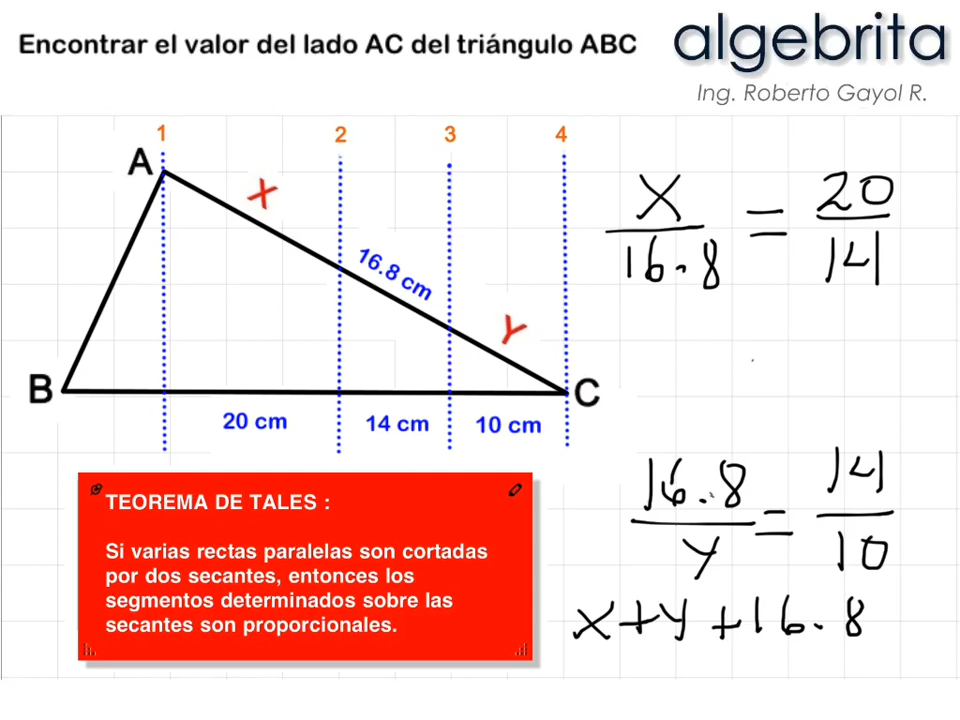 Encontrar el valor del lado AC del triángulo ABC
algebrita
Ing. Roberto Gayol R.
1 2 3 4
A
X
16.8 cm
Y
B
C
20 cm 14 cm 10 cm
X/16.8 = 20/14
16.8/Y = 14/10
X+Y+16.8
TEOREMA DE TALES :
Si varias rectas paralelas son cortadas
por dos secantes, entonces los
segmentos determinados sobre las
secantes son proporcionales.